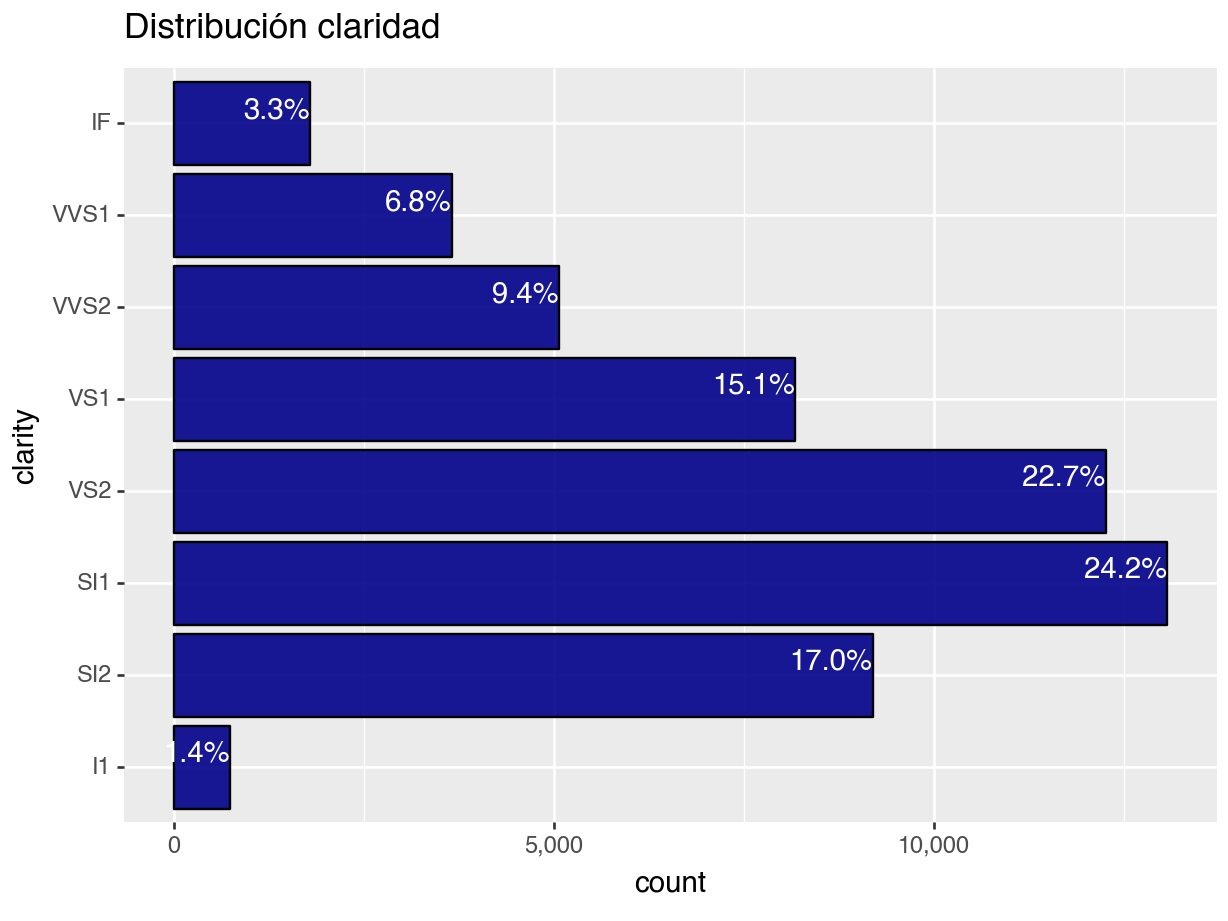 Distribución claridad
IF
3.3%
VVS1
6.8%
VVS2
9.4%
VS1
15.1%
VS2
22.7%
SI1
24.2%
SI2
17.0%
I1
1.4%
0
5,000
10,000
count
clarity